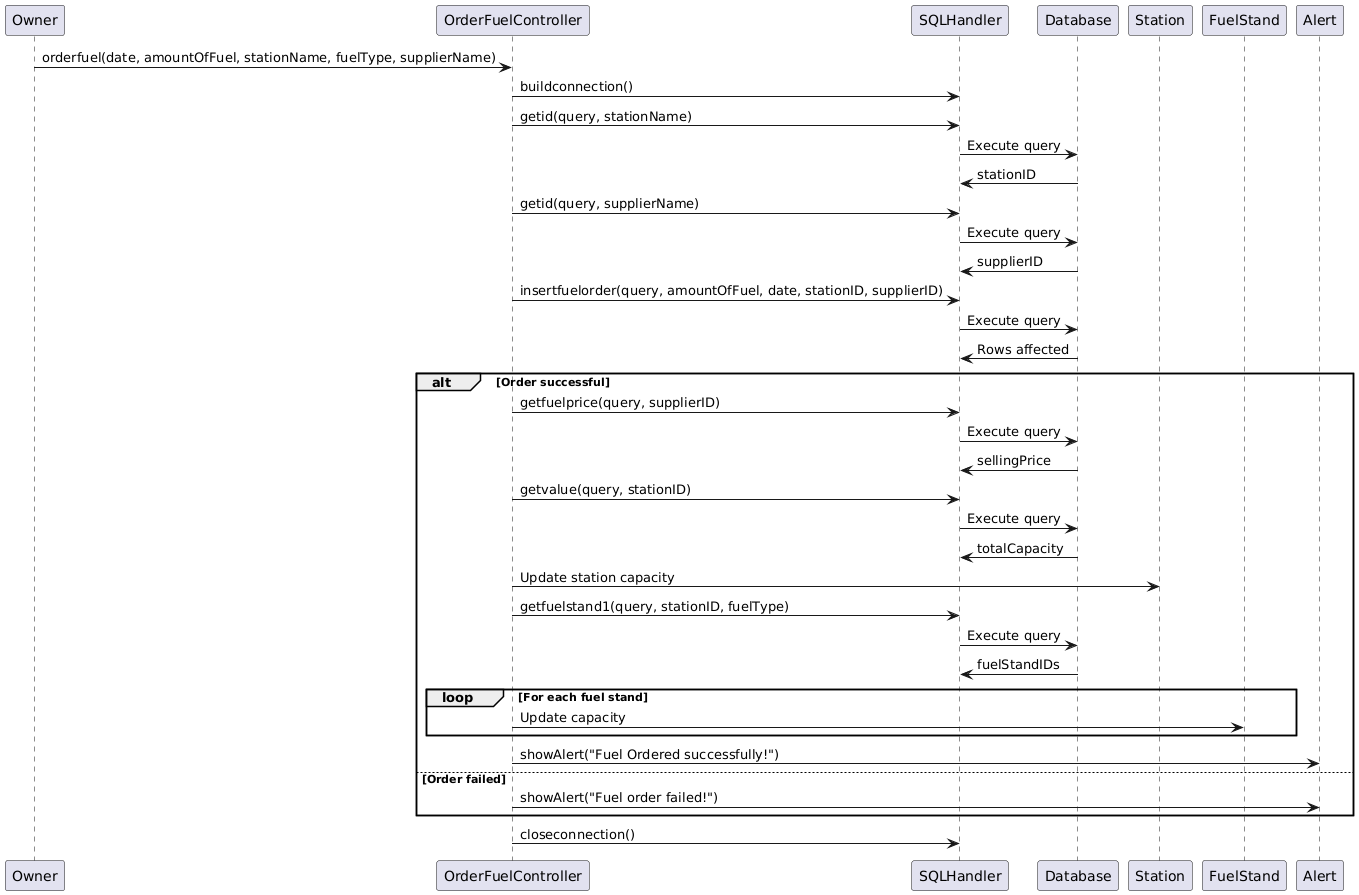 Owner
OrderFuelController
SQLHandler
Database
Station
FuelStand
Alert
orderfuel(date, amountOfFuel, stationName, fuelType, supplierName)
buildconnection()
getid(query, stationName)
Execute query
stationID
getid(query, supplierName)
Execute query
supplierID
insertfuelorder(query, amountOfFuel, date, stationID, supplierID)
Execute query
Rows affected
alt [Order successful]
getfuelprice(query, supplierID)
Execute query
sellingPrice
getvalue(query, stationID)
Execute query
totalCapacity
Update station capacity
getfuelstand1(query, stationID, fuelType)
Execute query
fuelStandIDs
loop [For each fuel stand]
Update capacity
showAlert("Fuel Ordered successfully!")
[Order failed]
showAlert("Fuel order failed!")
closeconnection()
Owner
OrderFuelController
SQLHandler
Database
Station
FuelStand
Alert